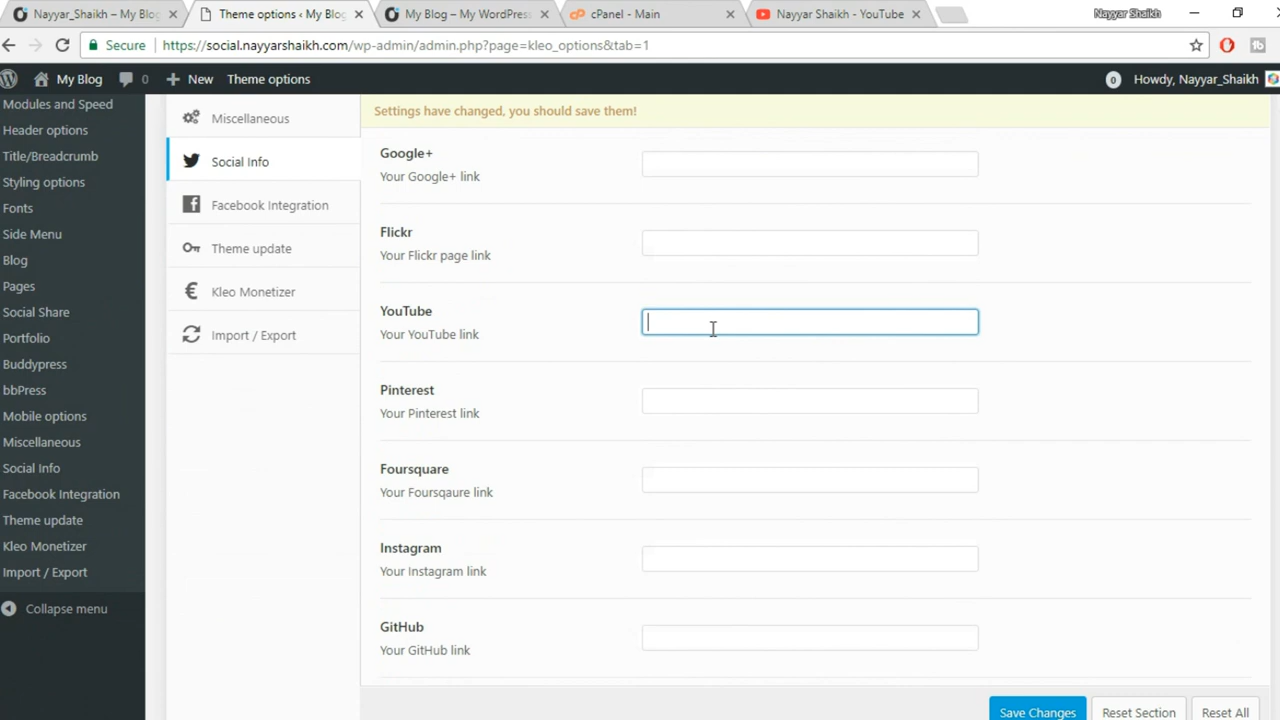 Nayyar_Shaikh – My Blog
Theme options ‹ My Blog
My Blog – My WordPress
cPanel - Main
Nayyar Shaikh - YouTube
Nayyar Shaikh
Secure
https://social.nayyarshaikh.com/wp-admin/admin.php?page=kleo_options&tab=1
My Blog
0
New
Theme options
0
Howdy, Nayyar_Shaikh
Modules and Speed
Header options
Title/Breadcrumb
Styling options
Fonts
Side Menu
Blog
Pages
Social Share
Portfolio
Buddypress
bbPress
Mobile options
Miscellaneous
Social Info
Facebook Integration
Theme update
Kleo Monetizer
Import / Export
Collapse menu
Miscellaneous
Social Info
Facebook Integration
Theme update
Kleo Monetizer
Import / Export
Settings have changed, you should save them!
Google+
Your Google+ link
Flickr
Your Flickr page link
YouTube
Your YouTube link
Pinterest
Your Pinterest link
Foursquare
Your Foursqaure link
Instagram
Your Instagram link
GitHub
Your GitHub link
Save Changes
Reset Section
Reset All